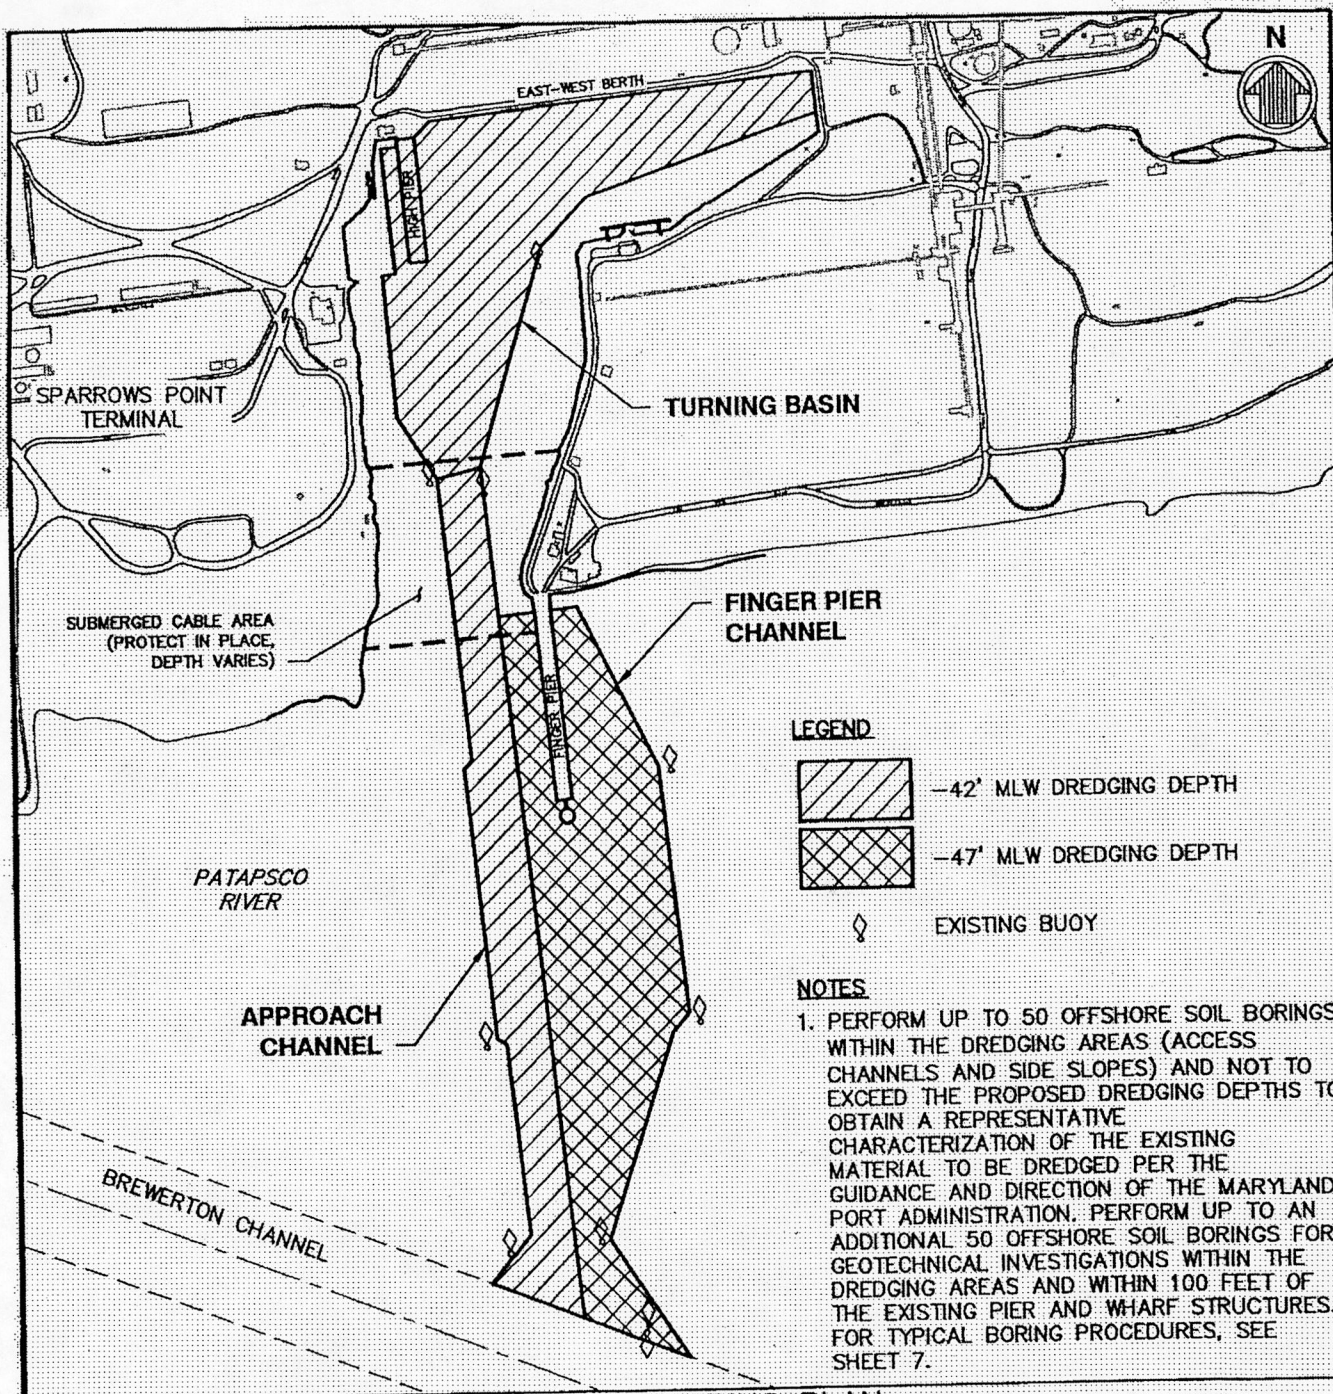 N
EAST-WEST BERTH
HIGH PIER
SPARROWS POINT
TERMINAL
TURNING BASIN
SUBMERGED CABLE AREA
(PROTECT IN PLACE,
DEPTH VARIES)
FINGER PIER
CHANNEL
FINGER PIER
LEGEND
-42' MLW DREDGING DEPTH
-47' MLW DREDGING DEPTH
EXISTING BUOY
PATAPSCO
RIVER
APPROACH
CHANNEL
BREWERTON CHANNEL
NOTES
1. PERFORM UP TO 50 OFFSHORE SOIL BORINGS
WITHIN THE DREDGING AREAS (ACCESS
CHANNELS AND SIDE SLOPES) AND NOT TO
EXCEED THE PROPOSED DREDGING DEPTHS TO
OBTAIN A REPRESENTATIVE
CHARACTERIZATION OF THE EXISTING
MATERIAL TO BE DREDGED PER THE
GUIDANCE AND DIRECTION OF THE MARYLAND
PORT ADMINISTRATION. PERFORM UP TO AN
ADDITIONAL 50 OFFSHORE SOIL BORINGS FOR
GEOTECHNICAL INVESTIGATIONS WITHIN THE
DREDGING AREAS AND WITHIN 100 FEET OF
THE EXISTING PIER AND WHARF STRUCTURES.
FOR TYPICAL BORING PROCEDURES, SEE
SHEET 7.